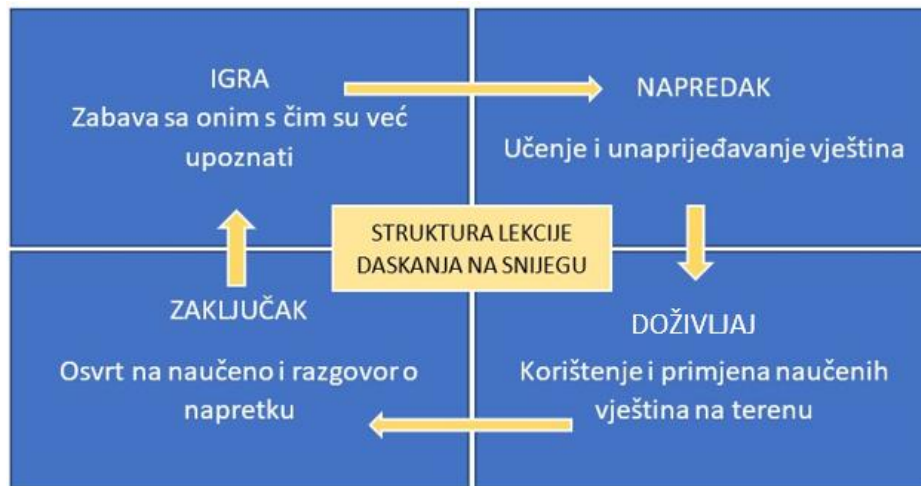 IGRA
Zabava sa onim s čim su već
upoznati
NAPREDAK
Učenje i unaprijeđavanje vještina
STRUKTURA LEKCIJE
DASKANJA NA SNIJEGU
ZAKLJUČAK
Osvrt na naučeno i razgovor o
napretku
DOŽIVLJAJ
Korištenje i primjena naučenih
vještina na terenu